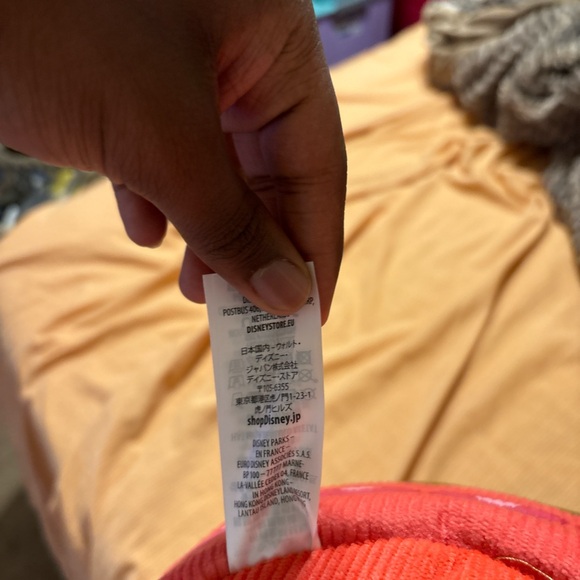 POSTBUS
NETHERLANDS
DISNEYSTORE.EU
日本国内-ウォルト・
ディズニー・
ジャパン株式会社
ディズニーストア
〒105-6355
東京都港区虎ノ門1-23-1
虎ノ門ヒルズ
shopDisney.jp
DISNEY PARKS –
EN FRANCE –
EURO DISNEY ASSOCIÉS S.A.S
BP 100 – 77777 MARNE-
LA-VALLÉE CEDEX 04, FRANCE
IN HONG KONG –
HONG KONG DISNEYLAND RESORT,
LANTAU ISLAND, HONG